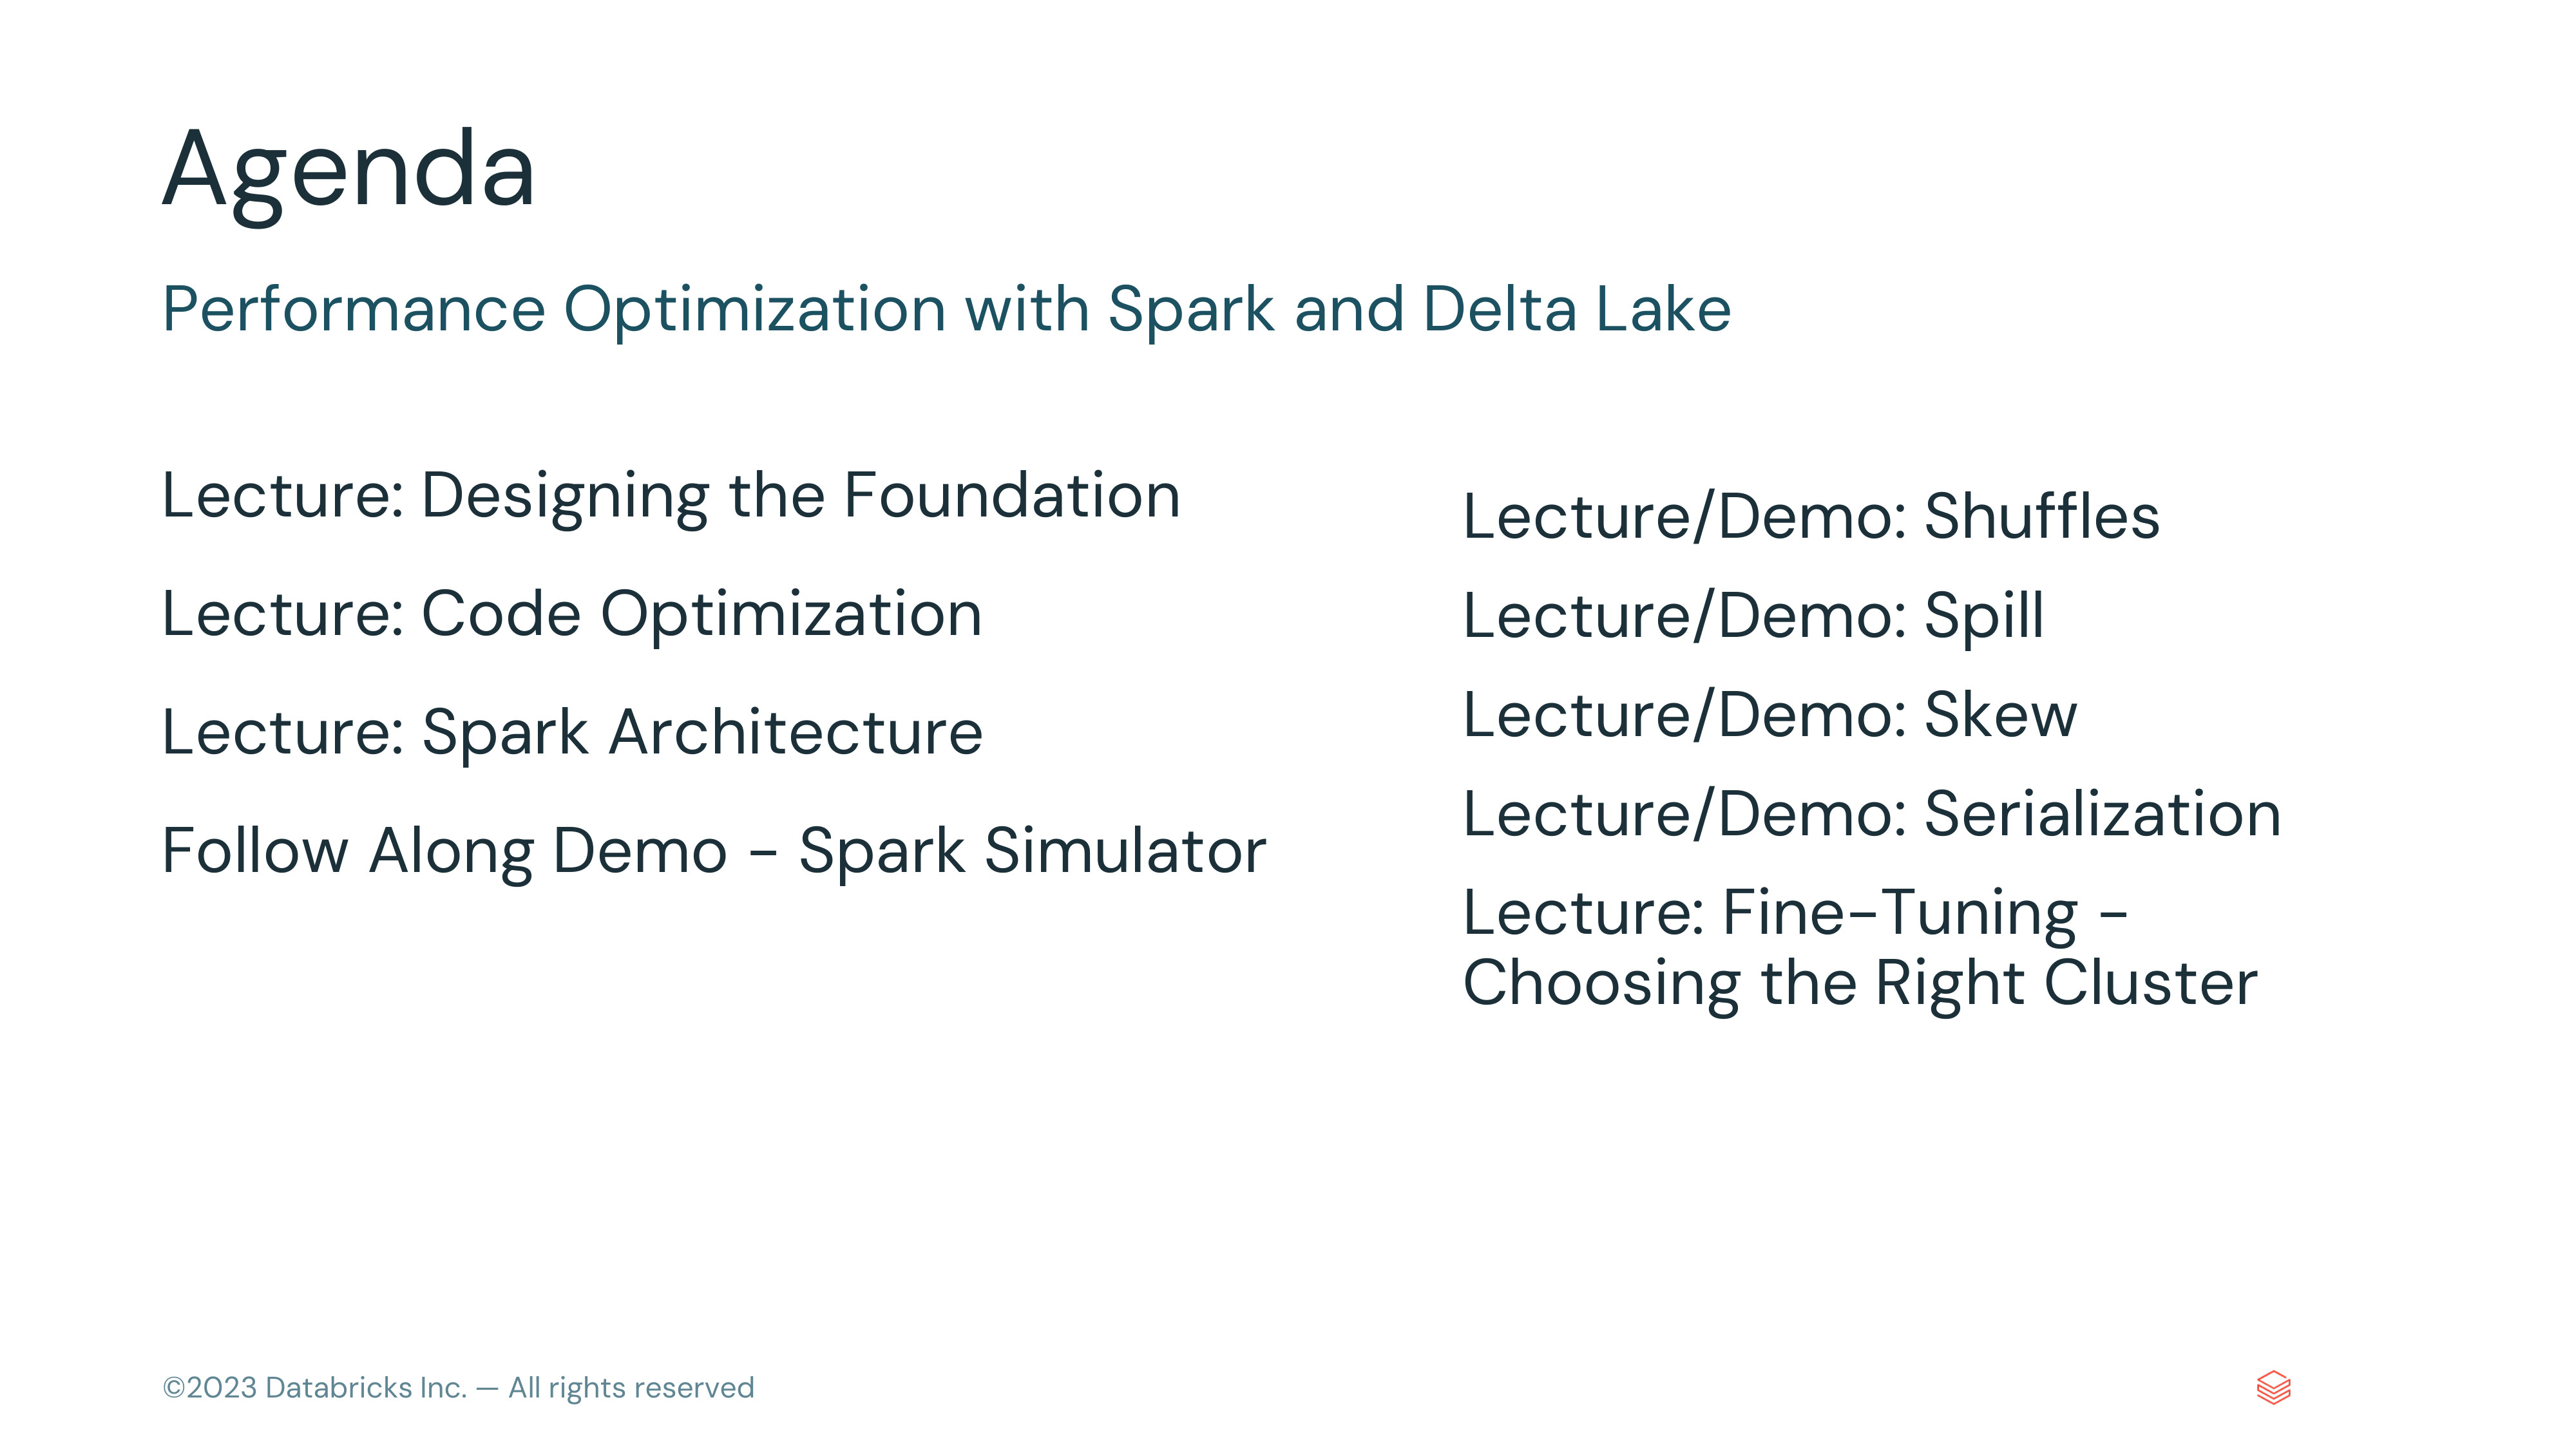 Agenda
Performance Optimization with Spark and Delta Lake
Lecture: Designing the Foundation
Lecture: Code Optimization
Lecture: Spark Architecture
Follow Along Demo - Spark Simulator
Lecture/Demo: Shuffles
Lecture/Demo: Spill
Lecture/Demo: Skew
Lecture/Demo: Serialization
Lecture: Fine-Tuning -
Choosing the Right Cluster
©2023 Databricks Inc. — All rights reserved